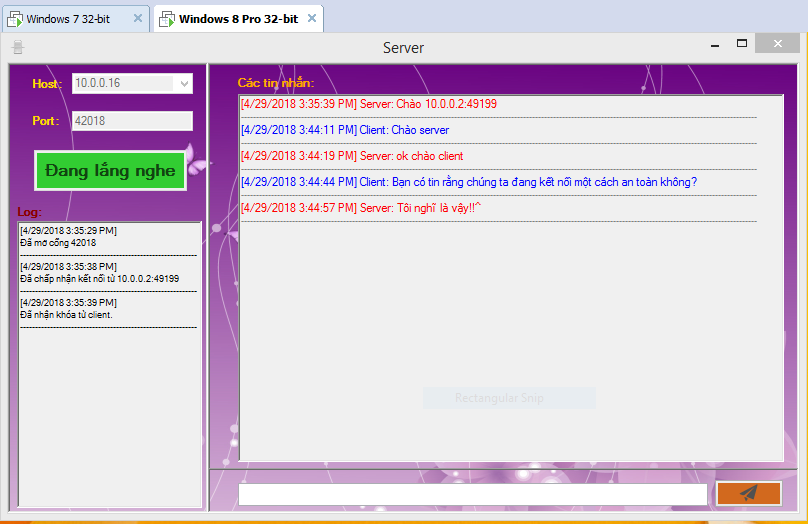 Windows 7 32-bit
Windows 8 Pro 32-bit
Server
Host:
10.0.0.16
Port:
42018
Đang lắng nghe
Log:
[4/29/2018 3:35:29 PM]
Đã mở cổng 42018
[4/29/2018 3:35:38 PM]
Đã chấp nhận kết nối từ 10.0.0.2:49199
[4/29/2018 3:35:39 PM]
Đã nhận khóa từ client.
Các tin nhắn:
[4/29/2018 3:35:39 PM] Server: Chào 10.0.0.2:49199
[4/29/2018 3:44:11 PM] Client: Chào server
[4/29/2018 3:44:19 PM] Server: ok chào client
[4/29/2018 3:44:44 PM] Client: Bạn có tin rằng chúng ta đang kết nối một cách an toàn không?
[4/29/2018 3:44:57 PM] Server: Tôi nghĩ là vậy!!^
Rectangular Snip